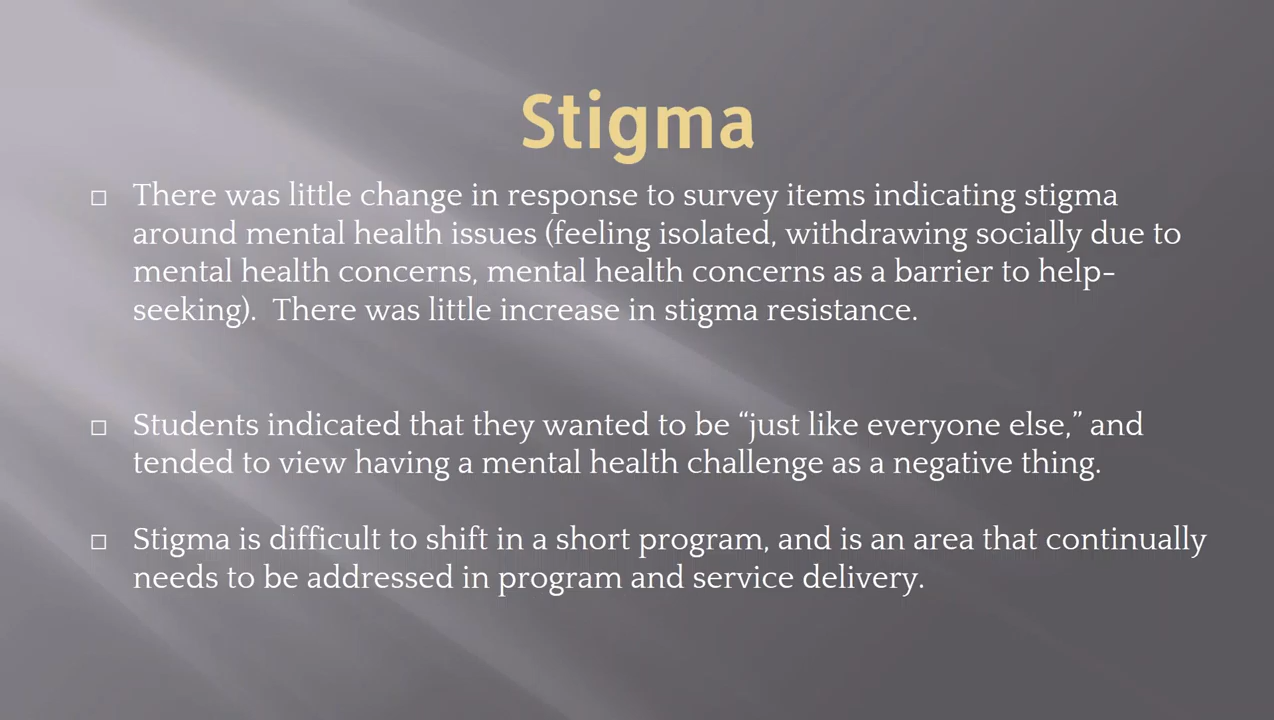 Stigma
There was little change in response to survey items indicating stigma
around mental health issues (feeling isolated, withdrawing socially due to
mental health concerns, mental health concerns as a barrier to help-
seeking).  There was little increase in stigma resistance.
Students indicated that they wanted to be “just like everyone else,” and
tended to view having a mental health challenge as a negative thing.
Stigma is difficult to shift in a short program, and is an area that continually
needs to be addressed in program and service delivery.